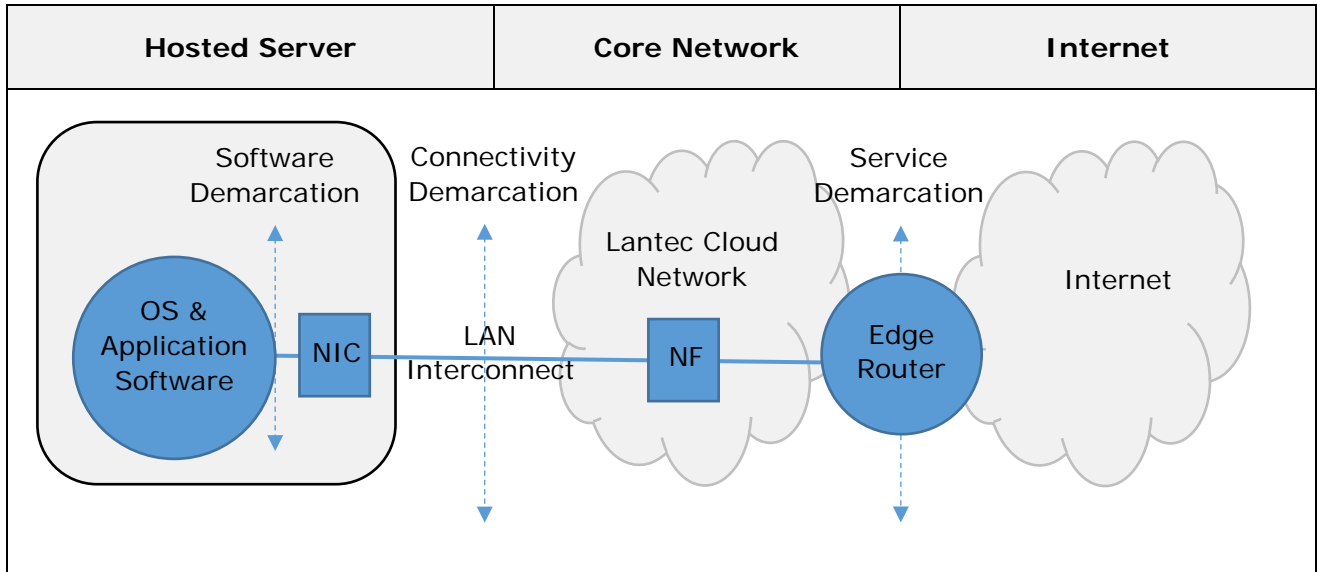 Hosted Server
Core Network
Internet
Software
Demarcation
Connectivity
Demarcation
Service
Demarcation
Lantec Cloud
Network
Internet
OS &
Application
Software
NIC
LAN
Interconnect
NF
Edge
Router